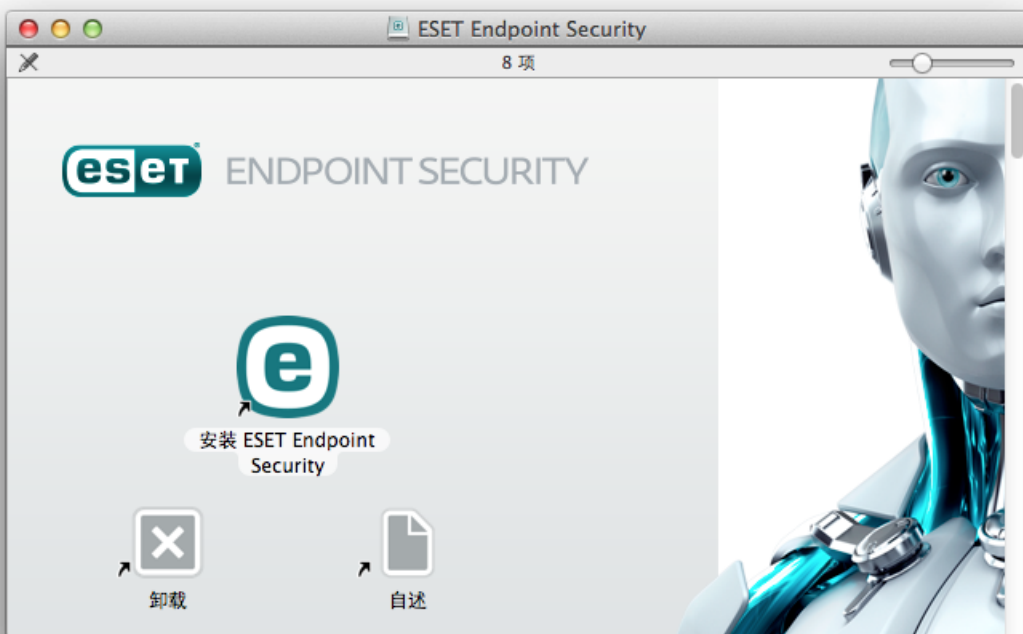 ESET Endpoint Security
8 项
eseT® ENDPOINT SECURITY
e
安装 ESET Endpoint
Security
卸载
自述